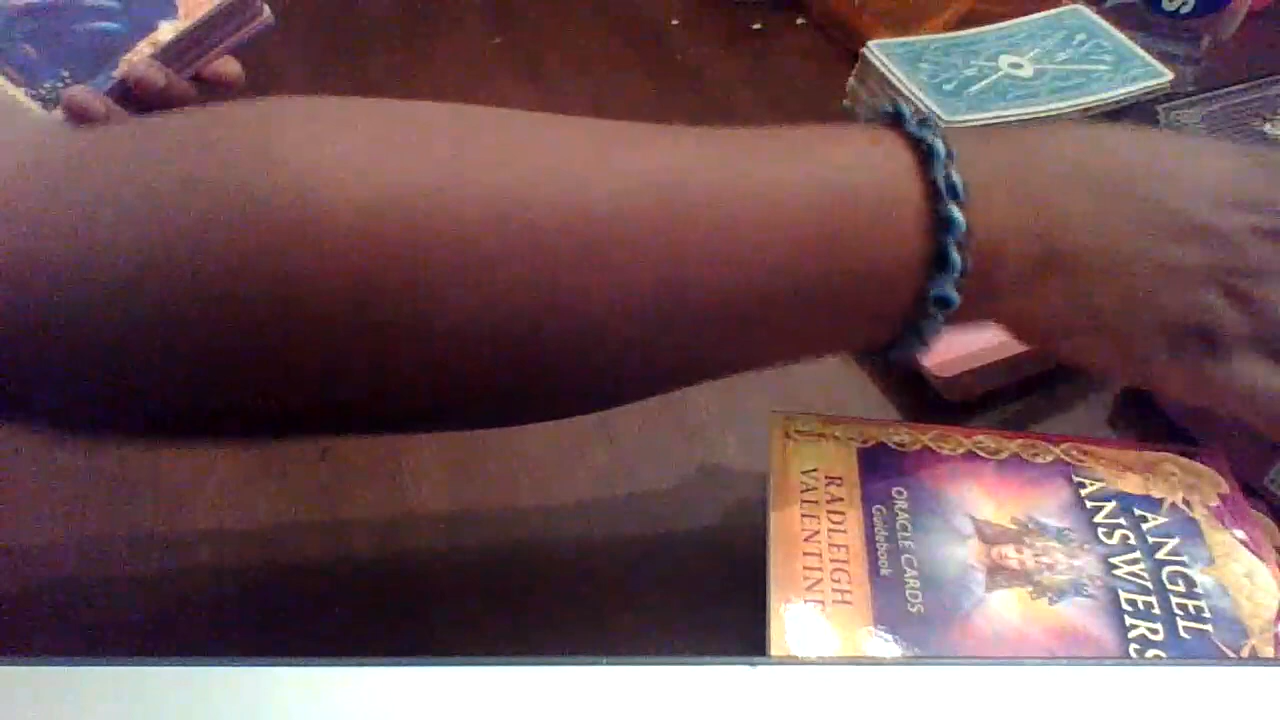 ANGEL
ANSWERS
ORACLE CARDS
Guidebook
RADLEIGH
VALENTINE
S